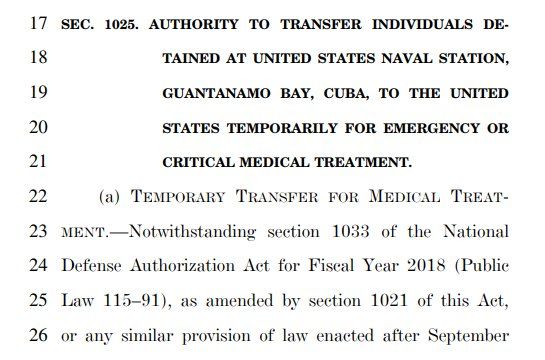 17 SEC. 1025. AUTHORITY TO TRANSFER INDIVIDUALS DE-
18 TAINED AT UNITED STATES NAVAL STATION,
19 GUANTANAMO BAY, CUBA, TO THE UNITED
20 STATES TEMPORARILY FOR EMERGENCY OR
21 CRITICAL MEDICAL TREATMENT.
22 (a) TEMPORARY TRANSFER FOR MEDICAL TREAT-
23 MENT.—Notwithstanding section 1033 of the National
24 Defense Authorization Act for Fiscal Year 2018 (Public
25 Law 115–91), as amended by section 1021 of this Act,
26 or any similar provision of law enacted after September